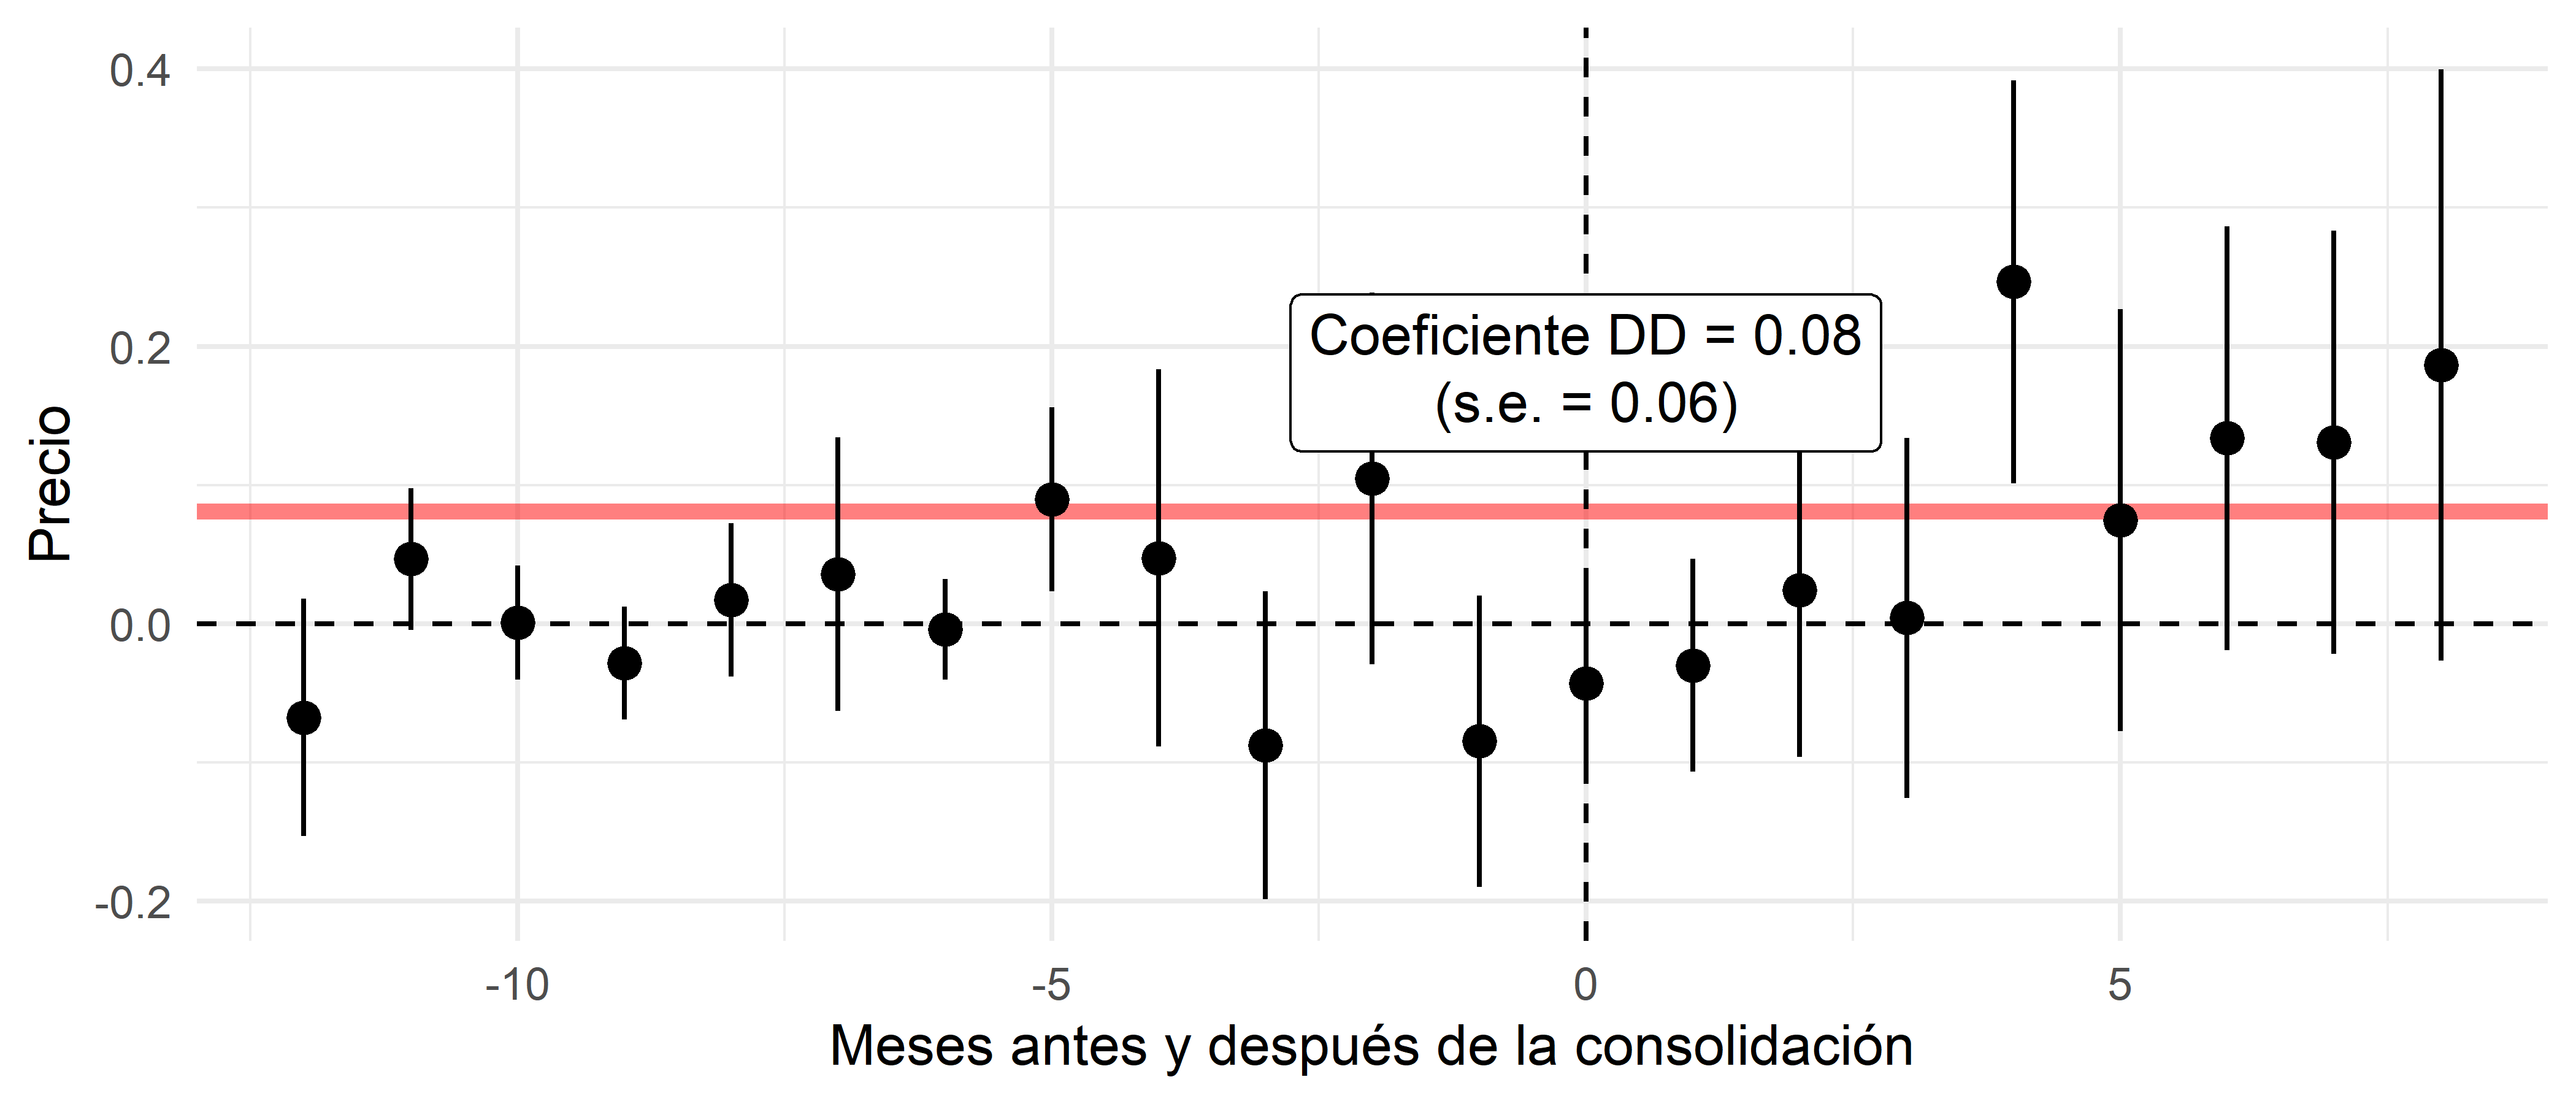 0.4
0.2
0.0
-0.2
Precio
Coeficiente DD = 0.08
(s.e. = 0.06)
-10
-5
0
5
Meses antes y después de la consolidación